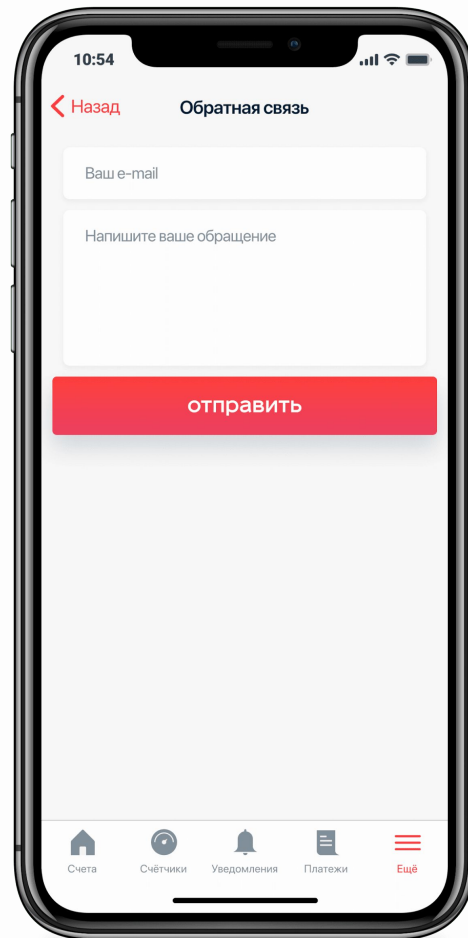 10:54
Назад
Обратная связь
Ваш e-mail
Напишите ваше обращение
отправить
Счета
Счётчики
Уведомления
Платежи
Ещё